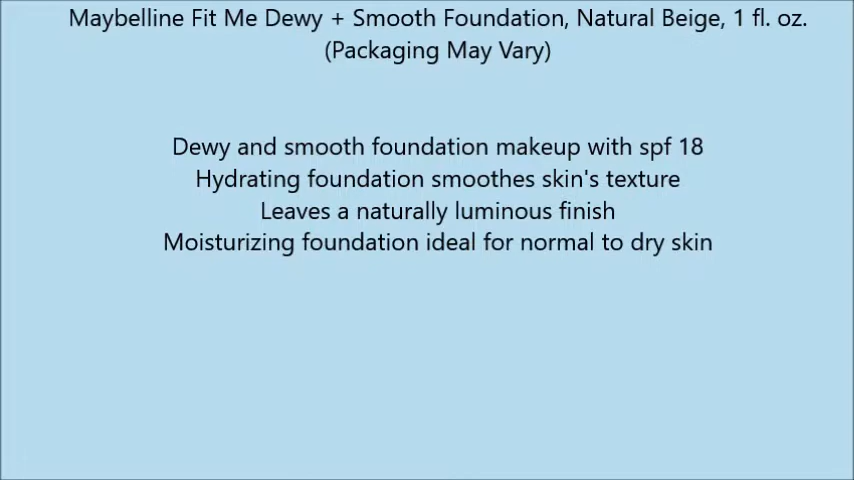 Maybelline Fit Me Dewy + Smooth Foundation, Natural Beige, 1 fl. oz.
(Packaging May Vary)
Dewy and smooth foundation makeup with spf 18
Hydrating foundation smoothes skin's texture
Leaves a naturally luminous finish
Moisturizing foundation ideal for normal to dry skin